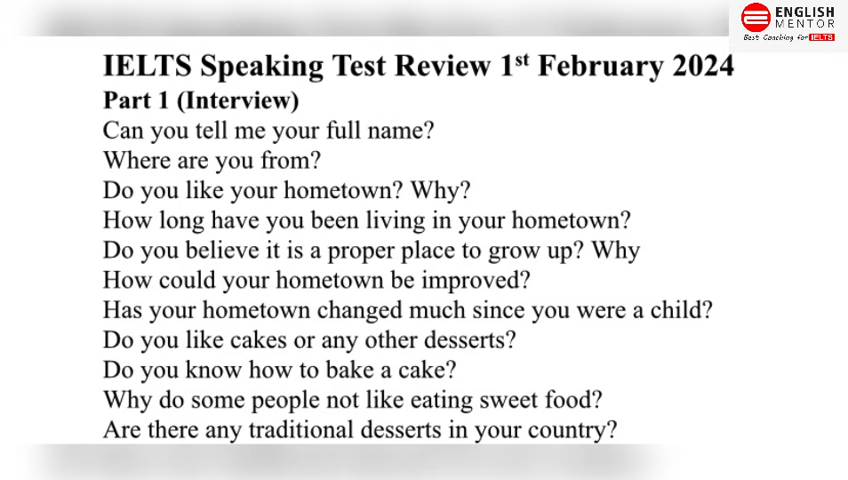 ENGLISH
MENTOR
Best Coaching for IELTS
IELTS Speaking Test Review 1st February 2024
Part 1 (Interview)
Can you tell me your full name?
Where are you from?
Do you like your hometown? Why?
How long have you been living in your hometown?
Do you believe it is a proper place to grow up? Why
How could your hometown be improved?
Has your hometown changed much since you were a child?
Do you like cakes or any other desserts?
Do you know how to bake a cake?
Why do some people not like eating sweet food?
Are there any traditional desserts in your country?